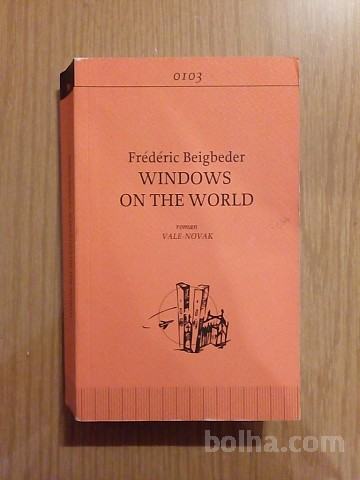 0103
Frédéric Beigbeder
WINDOWS
ON THE WORLD
roman
VALE-NOVAK
bolha.com